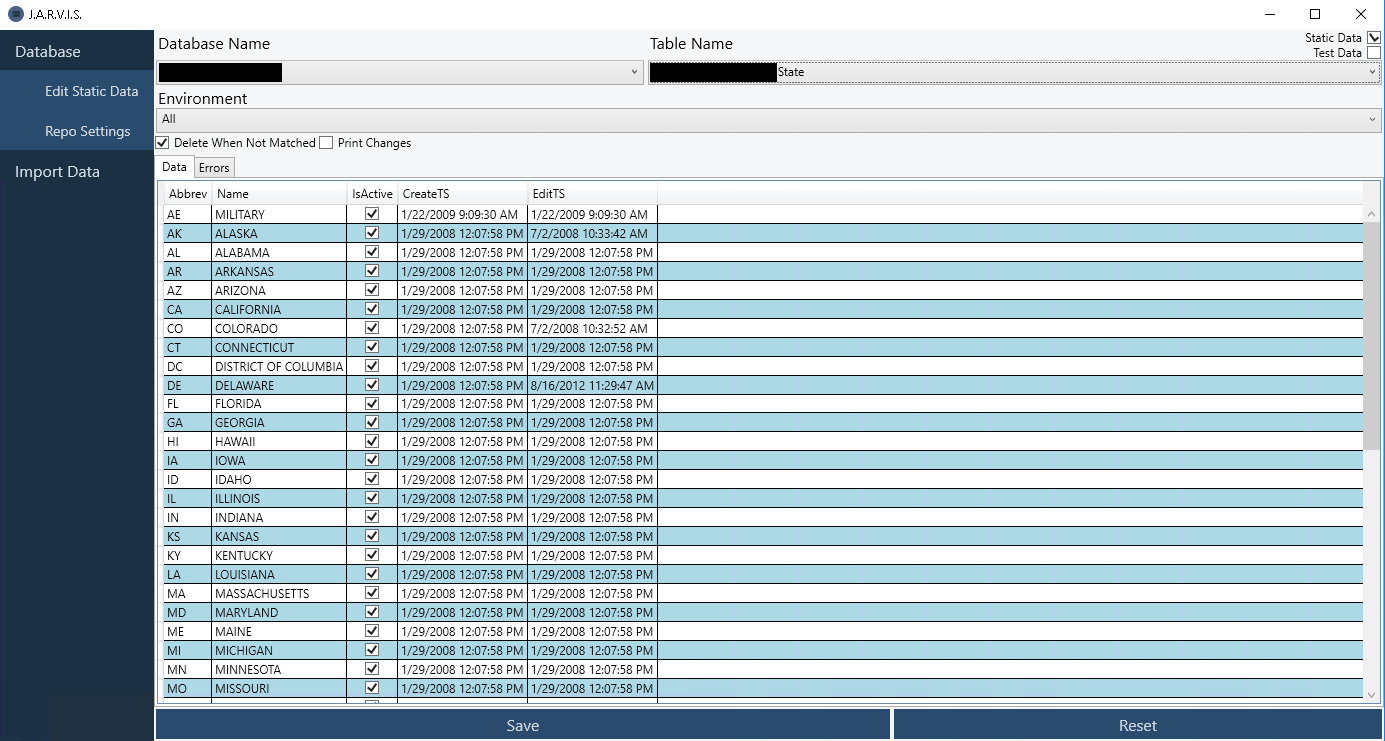 J.A.R.V.I.S.
Database
Edit Static Data
Repo Settings
Import Data
Database Name
Table Name
Static Data
Test Data
State
Environment
All
Delete When Not Matched Print Changes
Data Errors
Abbrev Name IsActive CreateTS EditTS
AE MILITARY 1/22/2009 9:09:30 AM 1/22/2009 9:09:30 AM
AK ALASKA 1/29/2008 12:07:58 PM 7/2/2008 10:33:42 AM
AL ALABAMA 1/29/2008 12:07:58 PM 1/29/2008 12:07:58 PM
AR ARKANSAS 1/29/2008 12:07:58 PM 1/29/2008 12:07:58 PM
AZ ARIZONA 1/29/2008 12:07:58 PM 1/29/2008 12:07:58 PM
CA CALIFORNIA 1/29/2008 12:07:58 PM 1/29/2008 12:07:58 PM
CO COLORADO 1/29/2008 12:07:58 PM 7/2/2008 10:32:52 AM
CT CONNECTICUT 1/29/2008 12:07:58 PM 1/29/2008 12:07:58 PM
DC DISTRICT OF COLUMBIA 1/29/2008 12:07:58 PM 1/29/2008 12:07:58 PM
DE DELAWARE 1/29/2008 12:07:58 PM 8/16/2012 11:29:47 AM
FL FLORIDA 1/29/2008 12:07:58 PM 1/29/2008 12:07:58 PM
GA GEORGIA 1/29/2008 12:07:58 PM 1/29/2008 12:07:58 PM
HI HAWAII 1/29/2008 12:07:58 PM 1/29/2008 12:07:58 PM
IA IOWA 1/29/2008 12:07:58 PM 1/29/2008 12:07:58 PM
ID IDAHO 1/29/2008 12:07:58 PM 1/29/2008 12:07:58 PM
IL ILLINOIS 1/29/2008 12:07:58 PM 1/29/2008 12:07:58 PM
IN INDIANA 1/29/2008 12:07:58 PM 1/29/2008 12:07:58 PM
KS KANSAS 1/29/2008 12:07:58 PM 1/29/2008 12:07:58 PM
KY KENTUCKY 1/29/2008 12:07:58 PM 1/29/2008 12:07:58 PM
LA LOUISIANA 1/29/2008 12:07:58 PM 1/29/2008 12:07:58 PM
MA MASSACHUSETTS 1/29/2008 12:07:58 PM 1/29/2008 12:07:58 PM
MD MARYLAND 1/29/2008 12:07:58 PM 1/29/2008 12:07:58 PM
ME MAINE 1/29/2008 12:07:58 PM 1/29/2008 12:07:58 PM
MI MICHIGAN 1/29/2008 12:07:58 PM 1/29/2008 12:07:58 PM
MN MINNESOTA 1/29/2008 12:07:58 PM 1/29/2008 12:07:58 PM
MO MISSOURI 1/29/2008 12:07:58 PM 1/29/2008 12:07:58 PM
Save Reset